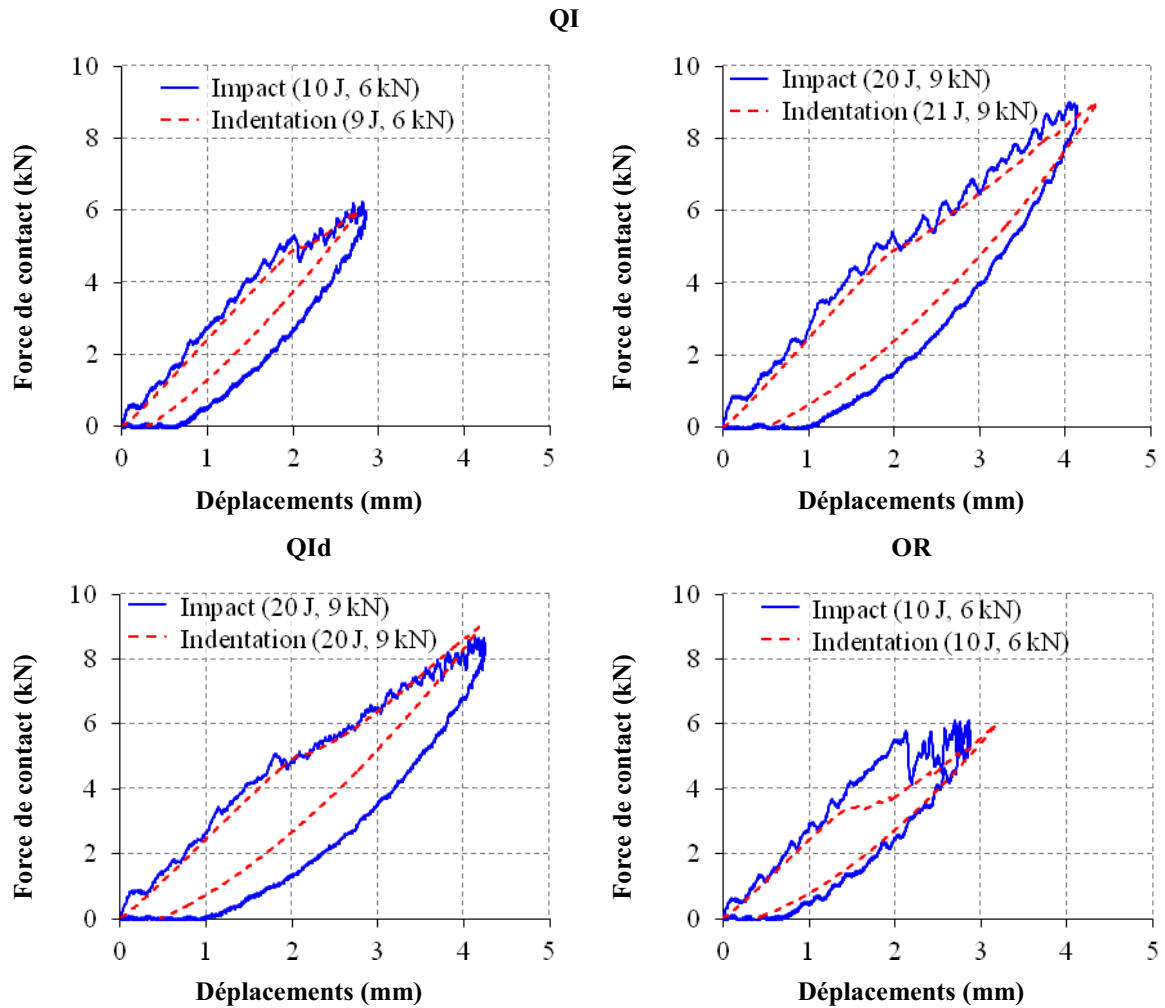 QI
10
8
6
4
2
0
0 1 2 3 4 5
Force de contact (kN)
Déplacements (mm)
Impact (10 J, 6 kN)
Indentation (9 J, 6 kN)
10
8
6
4
2
0
0 1 2 3 4 5
Force de contact (kN)
Déplacements (mm)
Impact (20 J, 9 kN)
Indentation (21 J, 9 kN)
QId
10
8
6
4
2
0
0 1 2 3 4 5
Force de contact (kN)
Déplacements (mm)
Impact (20 J, 9 kN)
Indentation (20 J, 9 kN)
OR
10
8
6
4
2
0
0 1 2 3 4 5
Force de contact (kN)
Déplacements (mm)
Impact (10 J, 6 kN)
Indentation (10 J, 6 kN)